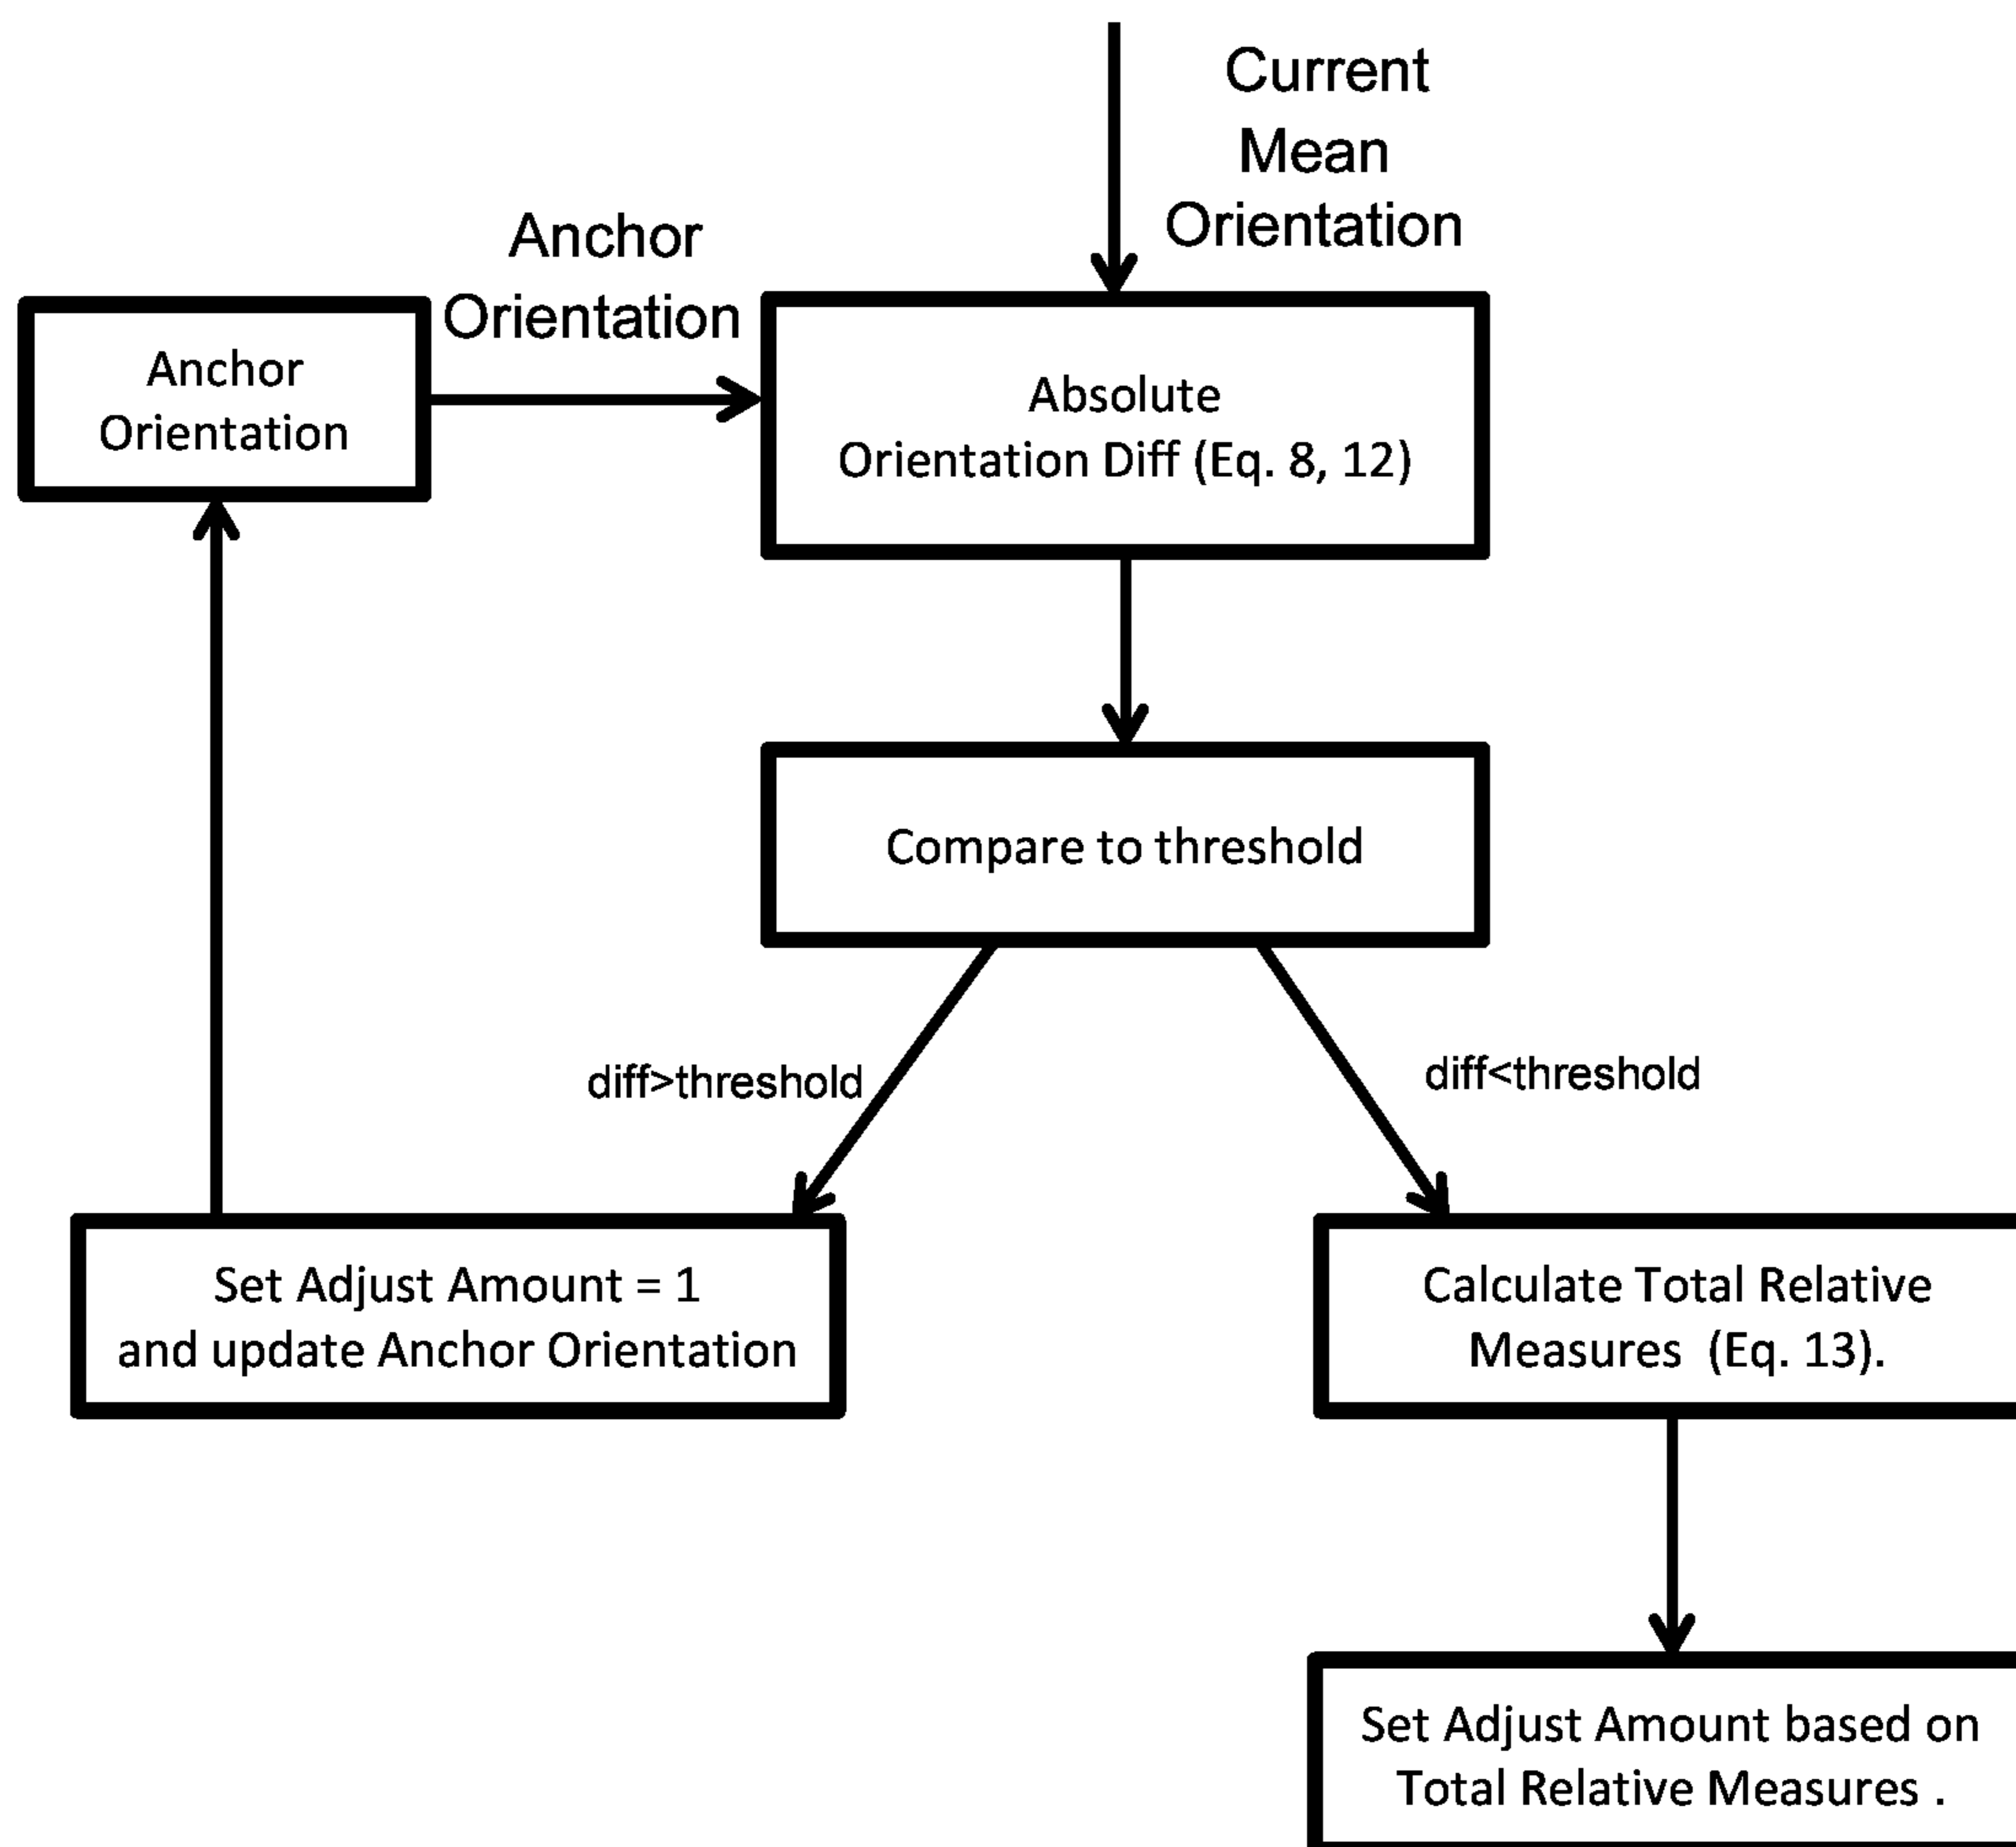 Current
Mean
Orientation
Anchor
Orientation
Anchor
Orientation
Absolute
Orientation Diff (Eq. 8, 12)
Compare to threshold
diff>threshold
diff<threshold
Set Adjust Amount = 1
and update Anchor Orientation
Calculate Total Relative
Measures (Eq. 13).
Set Adjust Amount based on
Total Relative Measures .